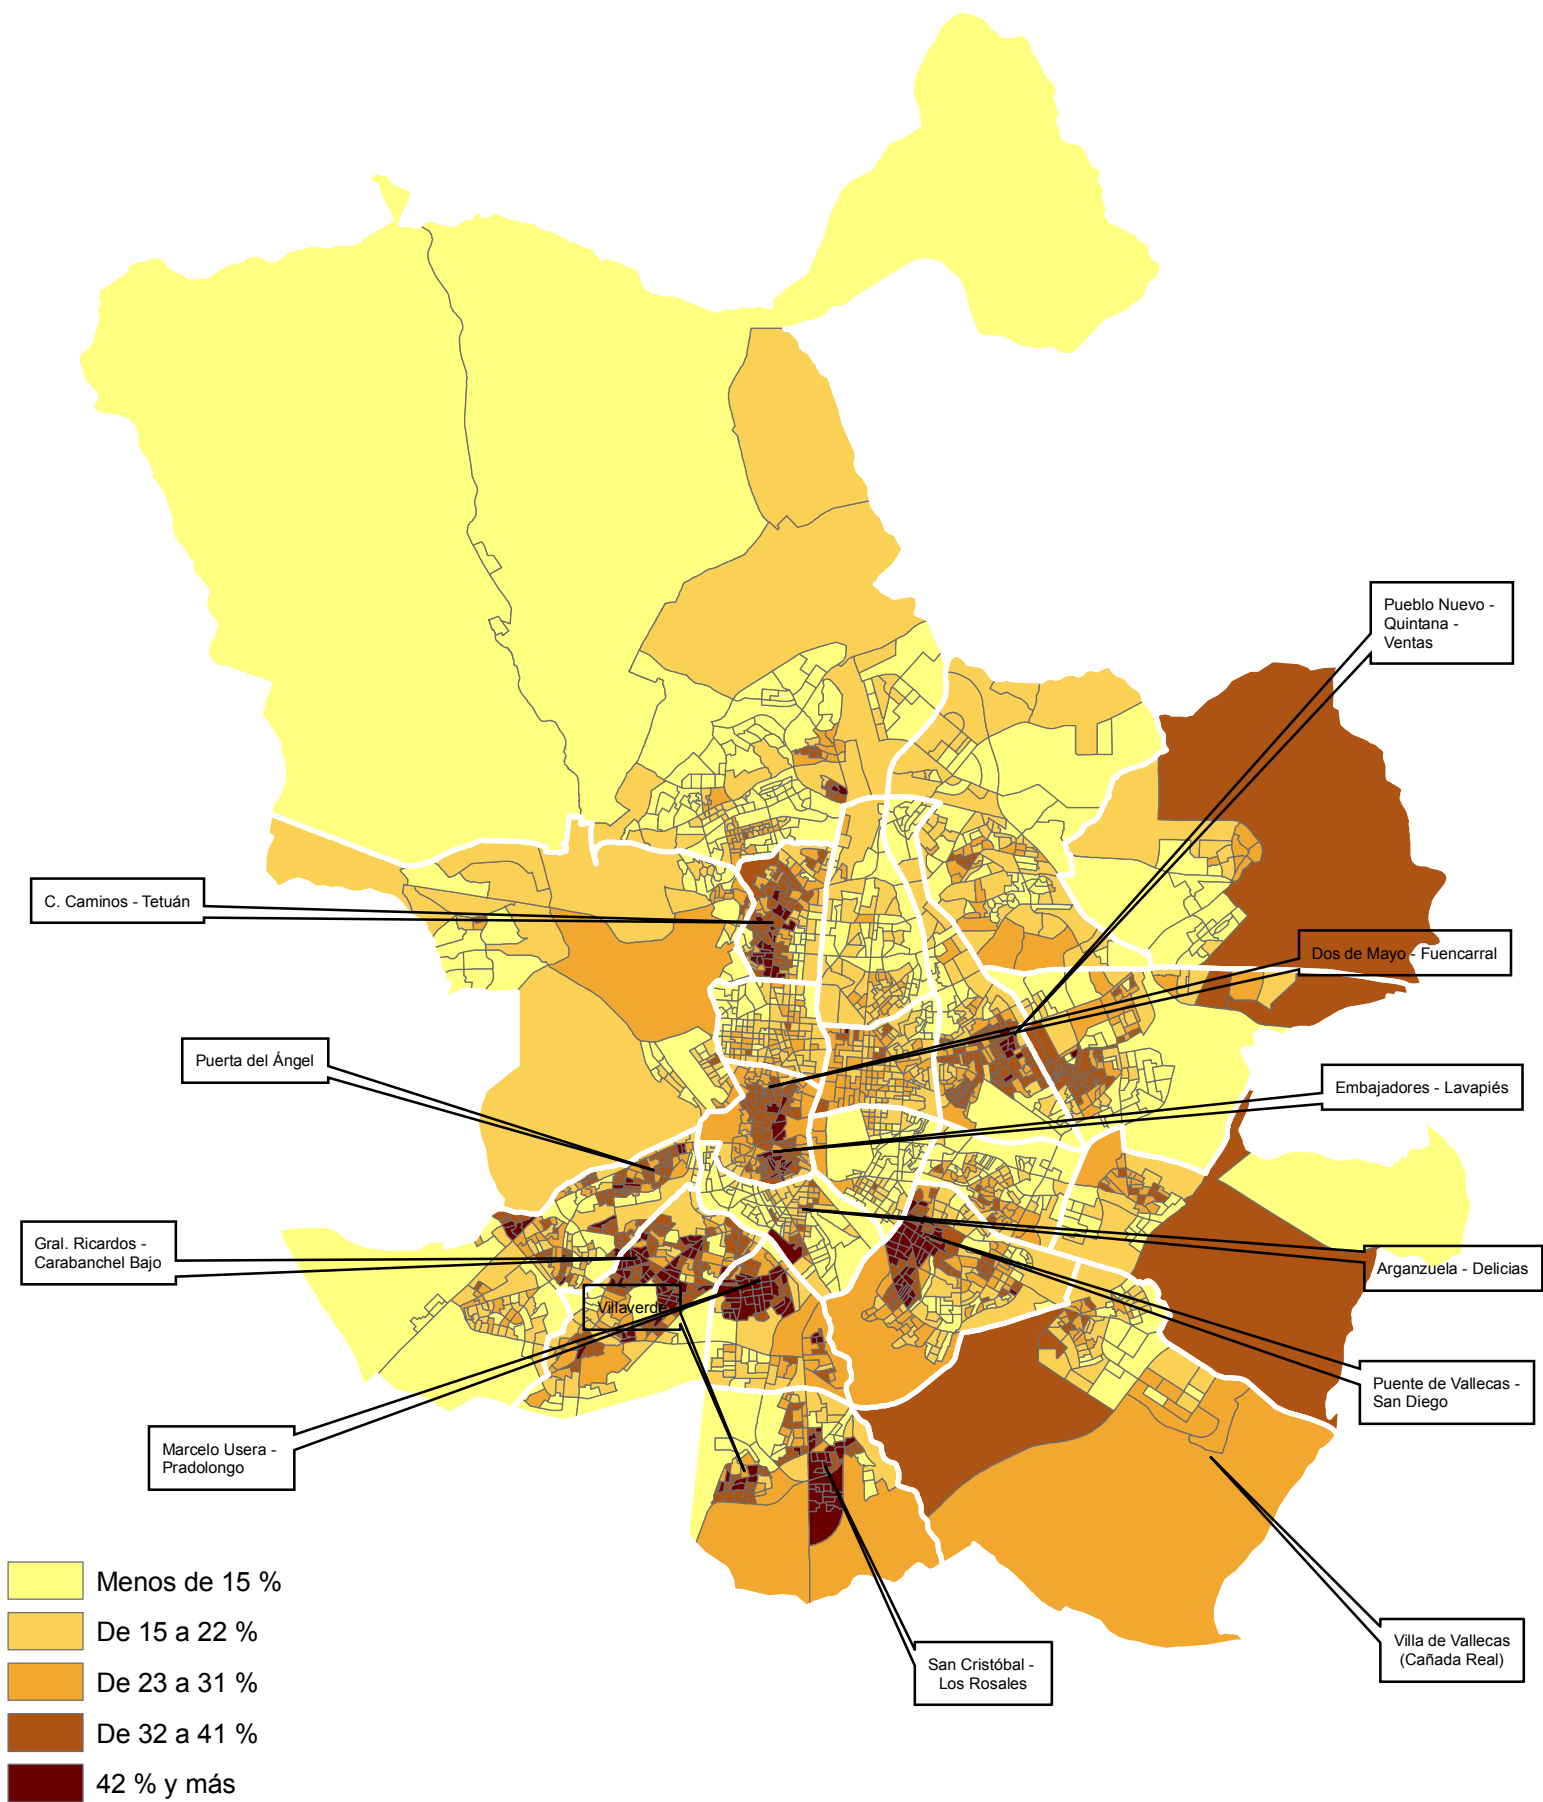 Pueblo Nuevo -
Quintana -
Ventas
C. Caminos - Tetuán
Dos de Mayo - Fuencarral
Puerta del Ángel
Embajadores - Lavapiés
Gral. Ricardos -
Carabanchel Bajo
Arganzuela - Delicias
Villaverde
Puente de Vallecas -
San Diego
Marcelo Usera -
Pradolongo
Villa de Vallecas
(Cañada Real)
San Cristóbal -
Los Rosales
Menos de 15 %
De 15 a 22 %
De 23 a 31 %
De 32 a 41 %
42 % y más